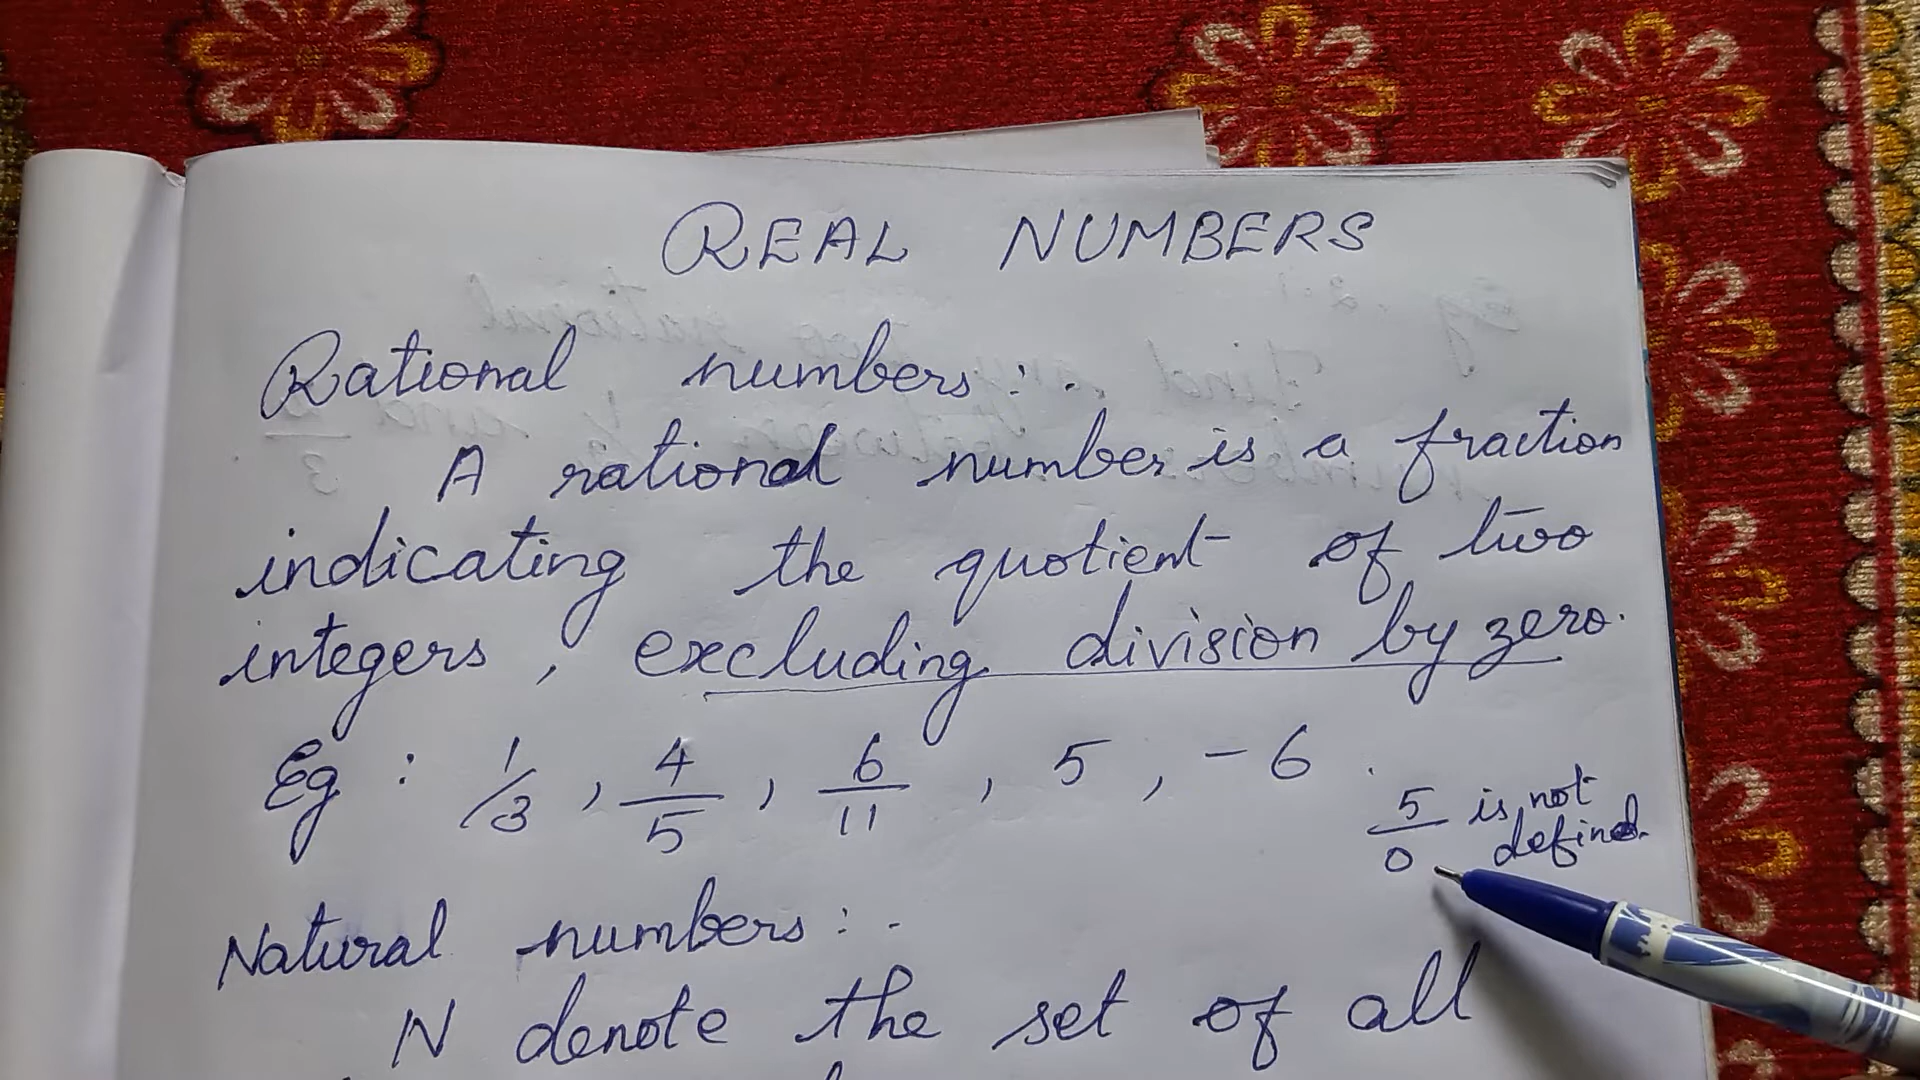 REAL NUMBERS
Rational numbers : .
A rational number is a fraction
indicating the quotient of two
integers, excluding division by zero.
Eg : 1/3, 4/5, 6/11, 5, -6.
5/0 is not defined.
Natural numbers : .
N denote the set of all